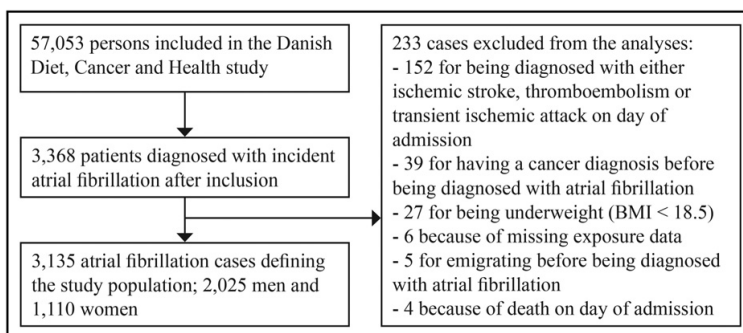 57,053 persons included in the Danish
Diet, Cancer and Health study
3,368 patients diagnosed with incident
atrial fibrillation after inclusion
3,135 atrial fibrillation cases defining
the study population; 2,025 men and
1,110 women
233 cases excluded from the analyses:
- 152 for being diagnosed with either
ischemic stroke, thromboembolism or
transient ischemic attack on day of
admission
- 39 for having a cancer diagnosis before
being diagnosed with atrial fibrillation
- 27 for being underweight (BMI < 18.5)
- 6 because of missing exposure data
- 5 for emigrating before being diagnosed
with atrial fibrillation
- 4 because of death on day of admission